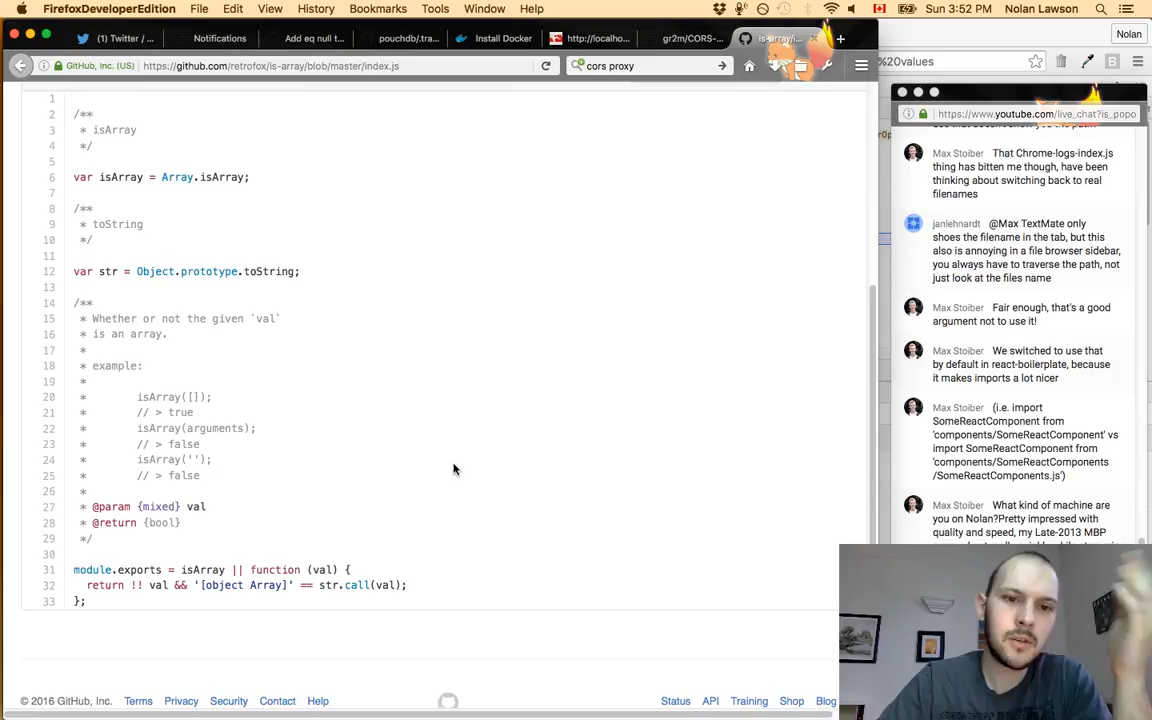 FirefoxDeveloperEdition File Edit View History Bookmarks Tools Window Help Sun 3:52 PM Nolan Lawson
(1) Twitter / ... Notifications Add eq null t... pouchdb/.tra... Install Docker http://localho... gr2m/CORS-... is-array/i...
Nolan
GitHub, Inc. (US) https://github.com/retrofox/is-array/blob/master/index.js cors proxy
%20values
https://www.youtube.com/live_chat?is_popo
1
2 /**
3 * isArray
4 */
5
6 var isArray = Array.isArray;
7
8 /**
9 * toString
10 */
11
12 var str = Object.prototype.toString;
13
14 /**
15 * Whether or not the given `val`
16 * is an array.
17 *
18 * example:
19 *
20 * isArray([]);
21 * // > true
22 * isArray(arguments);
23 * // > false
24 * isArray('');
25 * // > false
26 *
27 * @param {mixed} val
28 * @return {bool}
29 */
30
31 module.exports = isArray || function (val) {
32 return !! val && '[object Array]' == str.call(val);
33 };
© 2016 GitHub, Inc. Terms Privacy Security Contact Help Status API Training Shop Blog
Max Stoiber That Chrome-logs-index.js
thing has bitten me though, have been
thinking about switching back to real
filenames
janlehnardt @Max TextMate only
shoes the filename in the tab, but this
also is annoying in a file browser sidebar,
you always have to traverse the path, not
just look at the files name
Max Stoiber Fair enough, that's a good
argument not to use it!
Max Stoiber We switched to use that
by default in react-boilerplate, because
it makes imports a lot nicer
Max Stoiber (i.e. import
SomeReactComponent from
'components/SomeReactComponent' vs
import SomeReactComponent from
'components/SomeReactComponents
/SomeReactComponents.js')
Max Stoiber What kind of machine are
you on Nolan?Pretty impressed with
quality and speed, my Late-2013 MBP